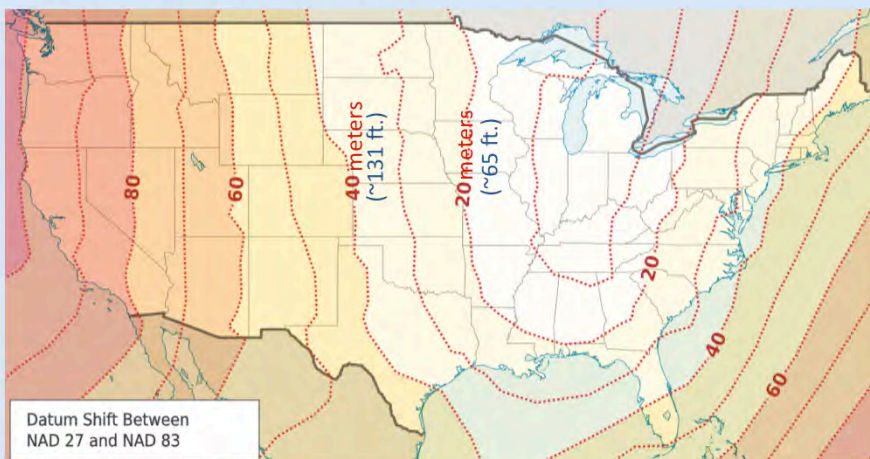 80
60
40 meters
(~131 ft.)
20 meters
(~65 ft.)
20
40
60
Datum Shift Between
NAD 27 and NAD 83